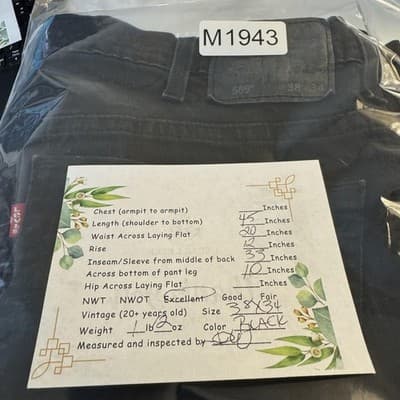 M1943
38 34
LEVI'S
Chest (armpit to armpit) Inches
Length (shoulder to bottom) 45 Inches
Waist Across Laying Flat 20 Inches
Rise 12 Inches
Inseam/Sleeve from middle of back 33 Inches
Across bottom of pant leg 10 Inches
Hip Across Laying Flat Inches
NWT NWOT Excellent Good Fair
Vintage (20+ years old) Size 38X34
Weight 1 lb 2 oz Color BLACK
Measured and inspected by